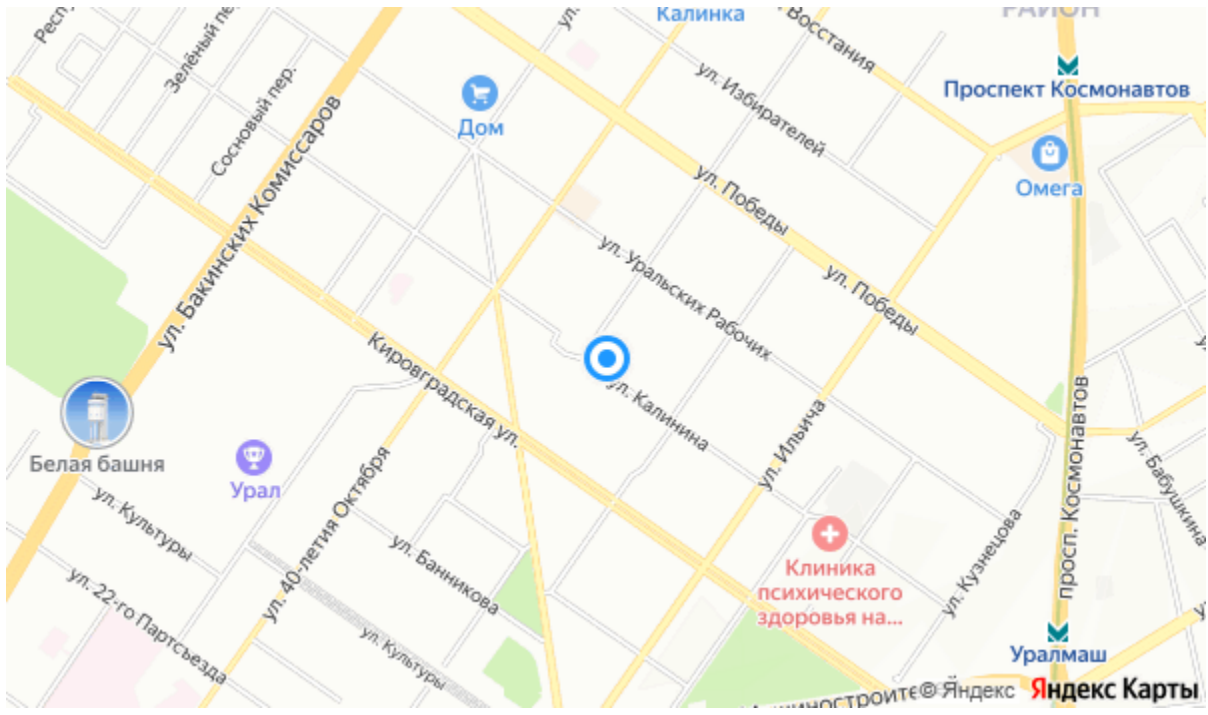 Калинка
РАЙОН
Восстания
ул.
Зелёный пер.
Проспект Космонавтов
ул. Избирателей
Сосновый пер.
Дом
Омега
ул. Бакинских Комиссаров
ул. Победы
ул. Уральских Рабочих
ул. Победы
Кировградская ул.
ул. Калинина
ул. Ильича
просп. Космонавтов
ул. Бабушкина
Белая башня
Урал
ул. 40-летия Октября
ул. Культуры
ул. Банникова
ул. Кузнецова
Клиника
психического
здоровья на...
ул. 22-го Партсъезда
ул. Культуры
Уралмаш
© Яндекс Яндекс Карты